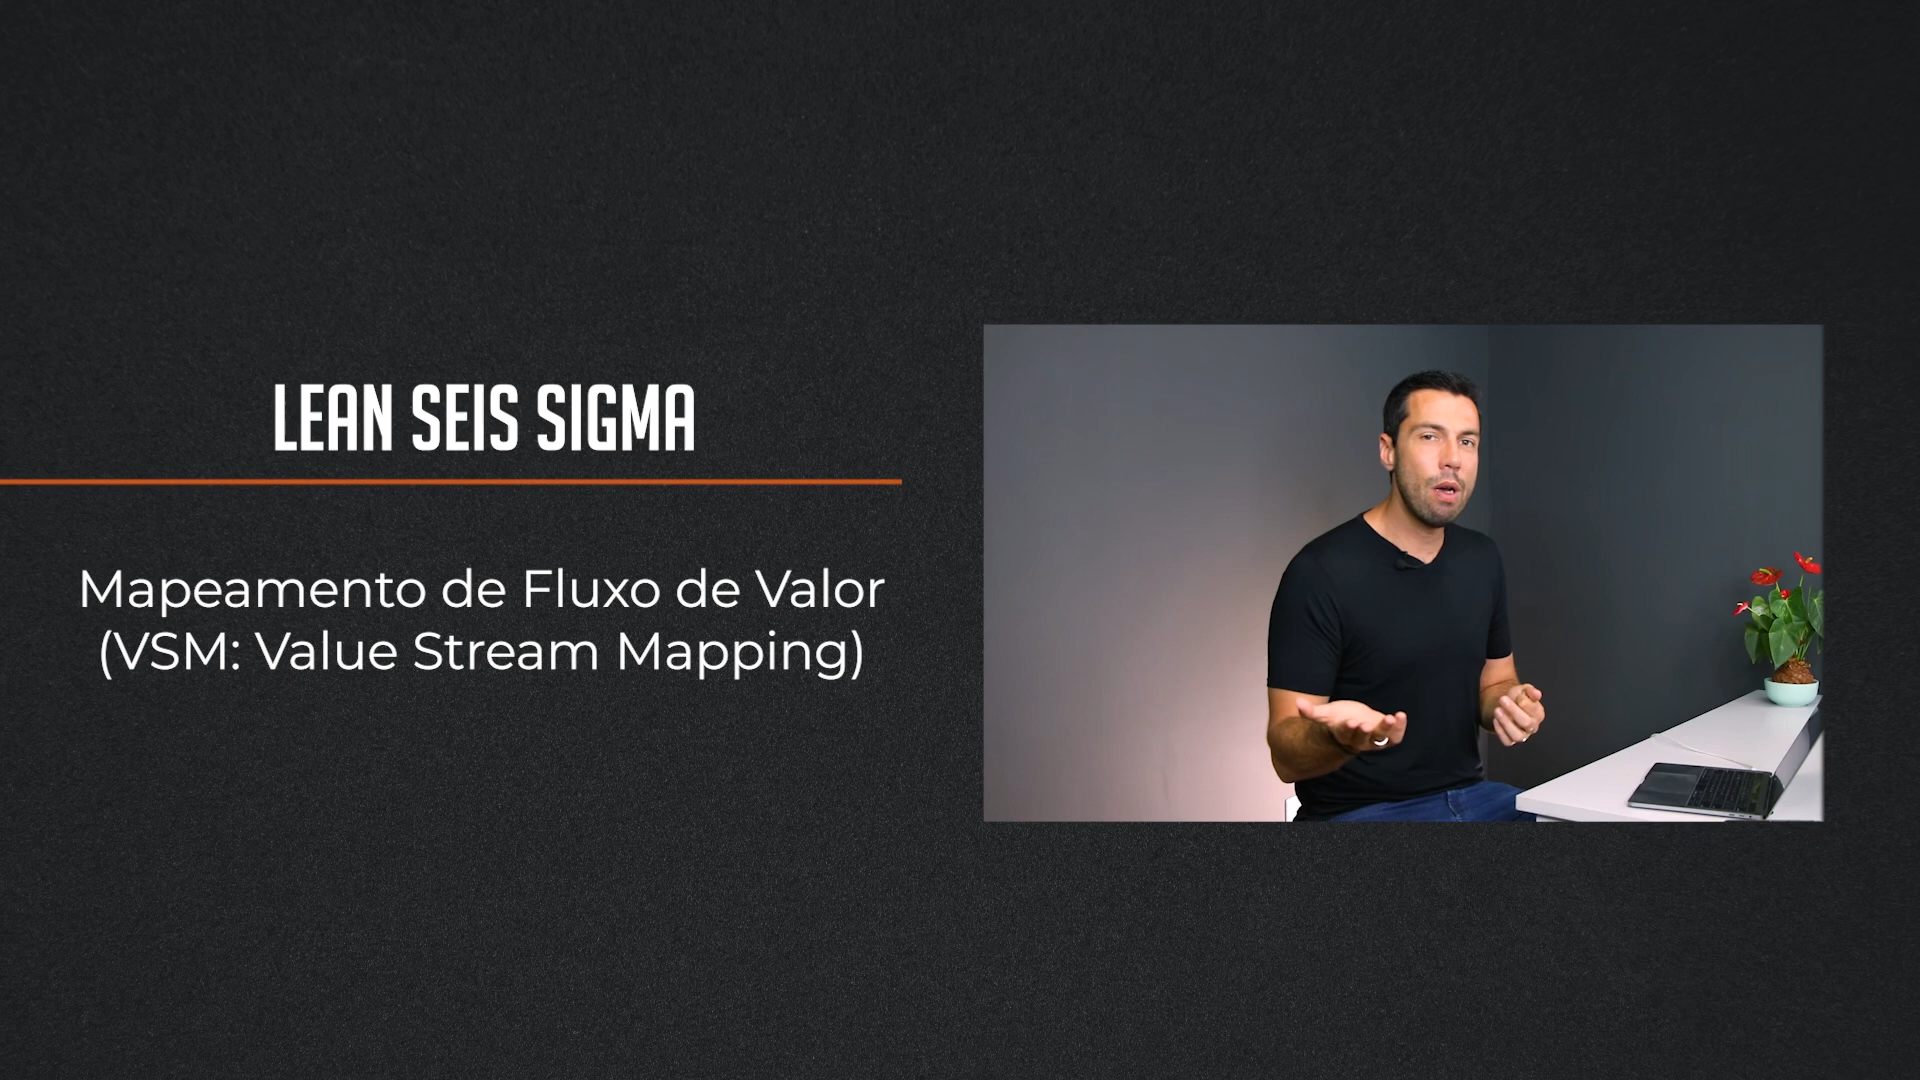 LEAN SEIS SIGMA
Mapeamento de Fluxo de Valor
(VSM: Value Stream Mapping)